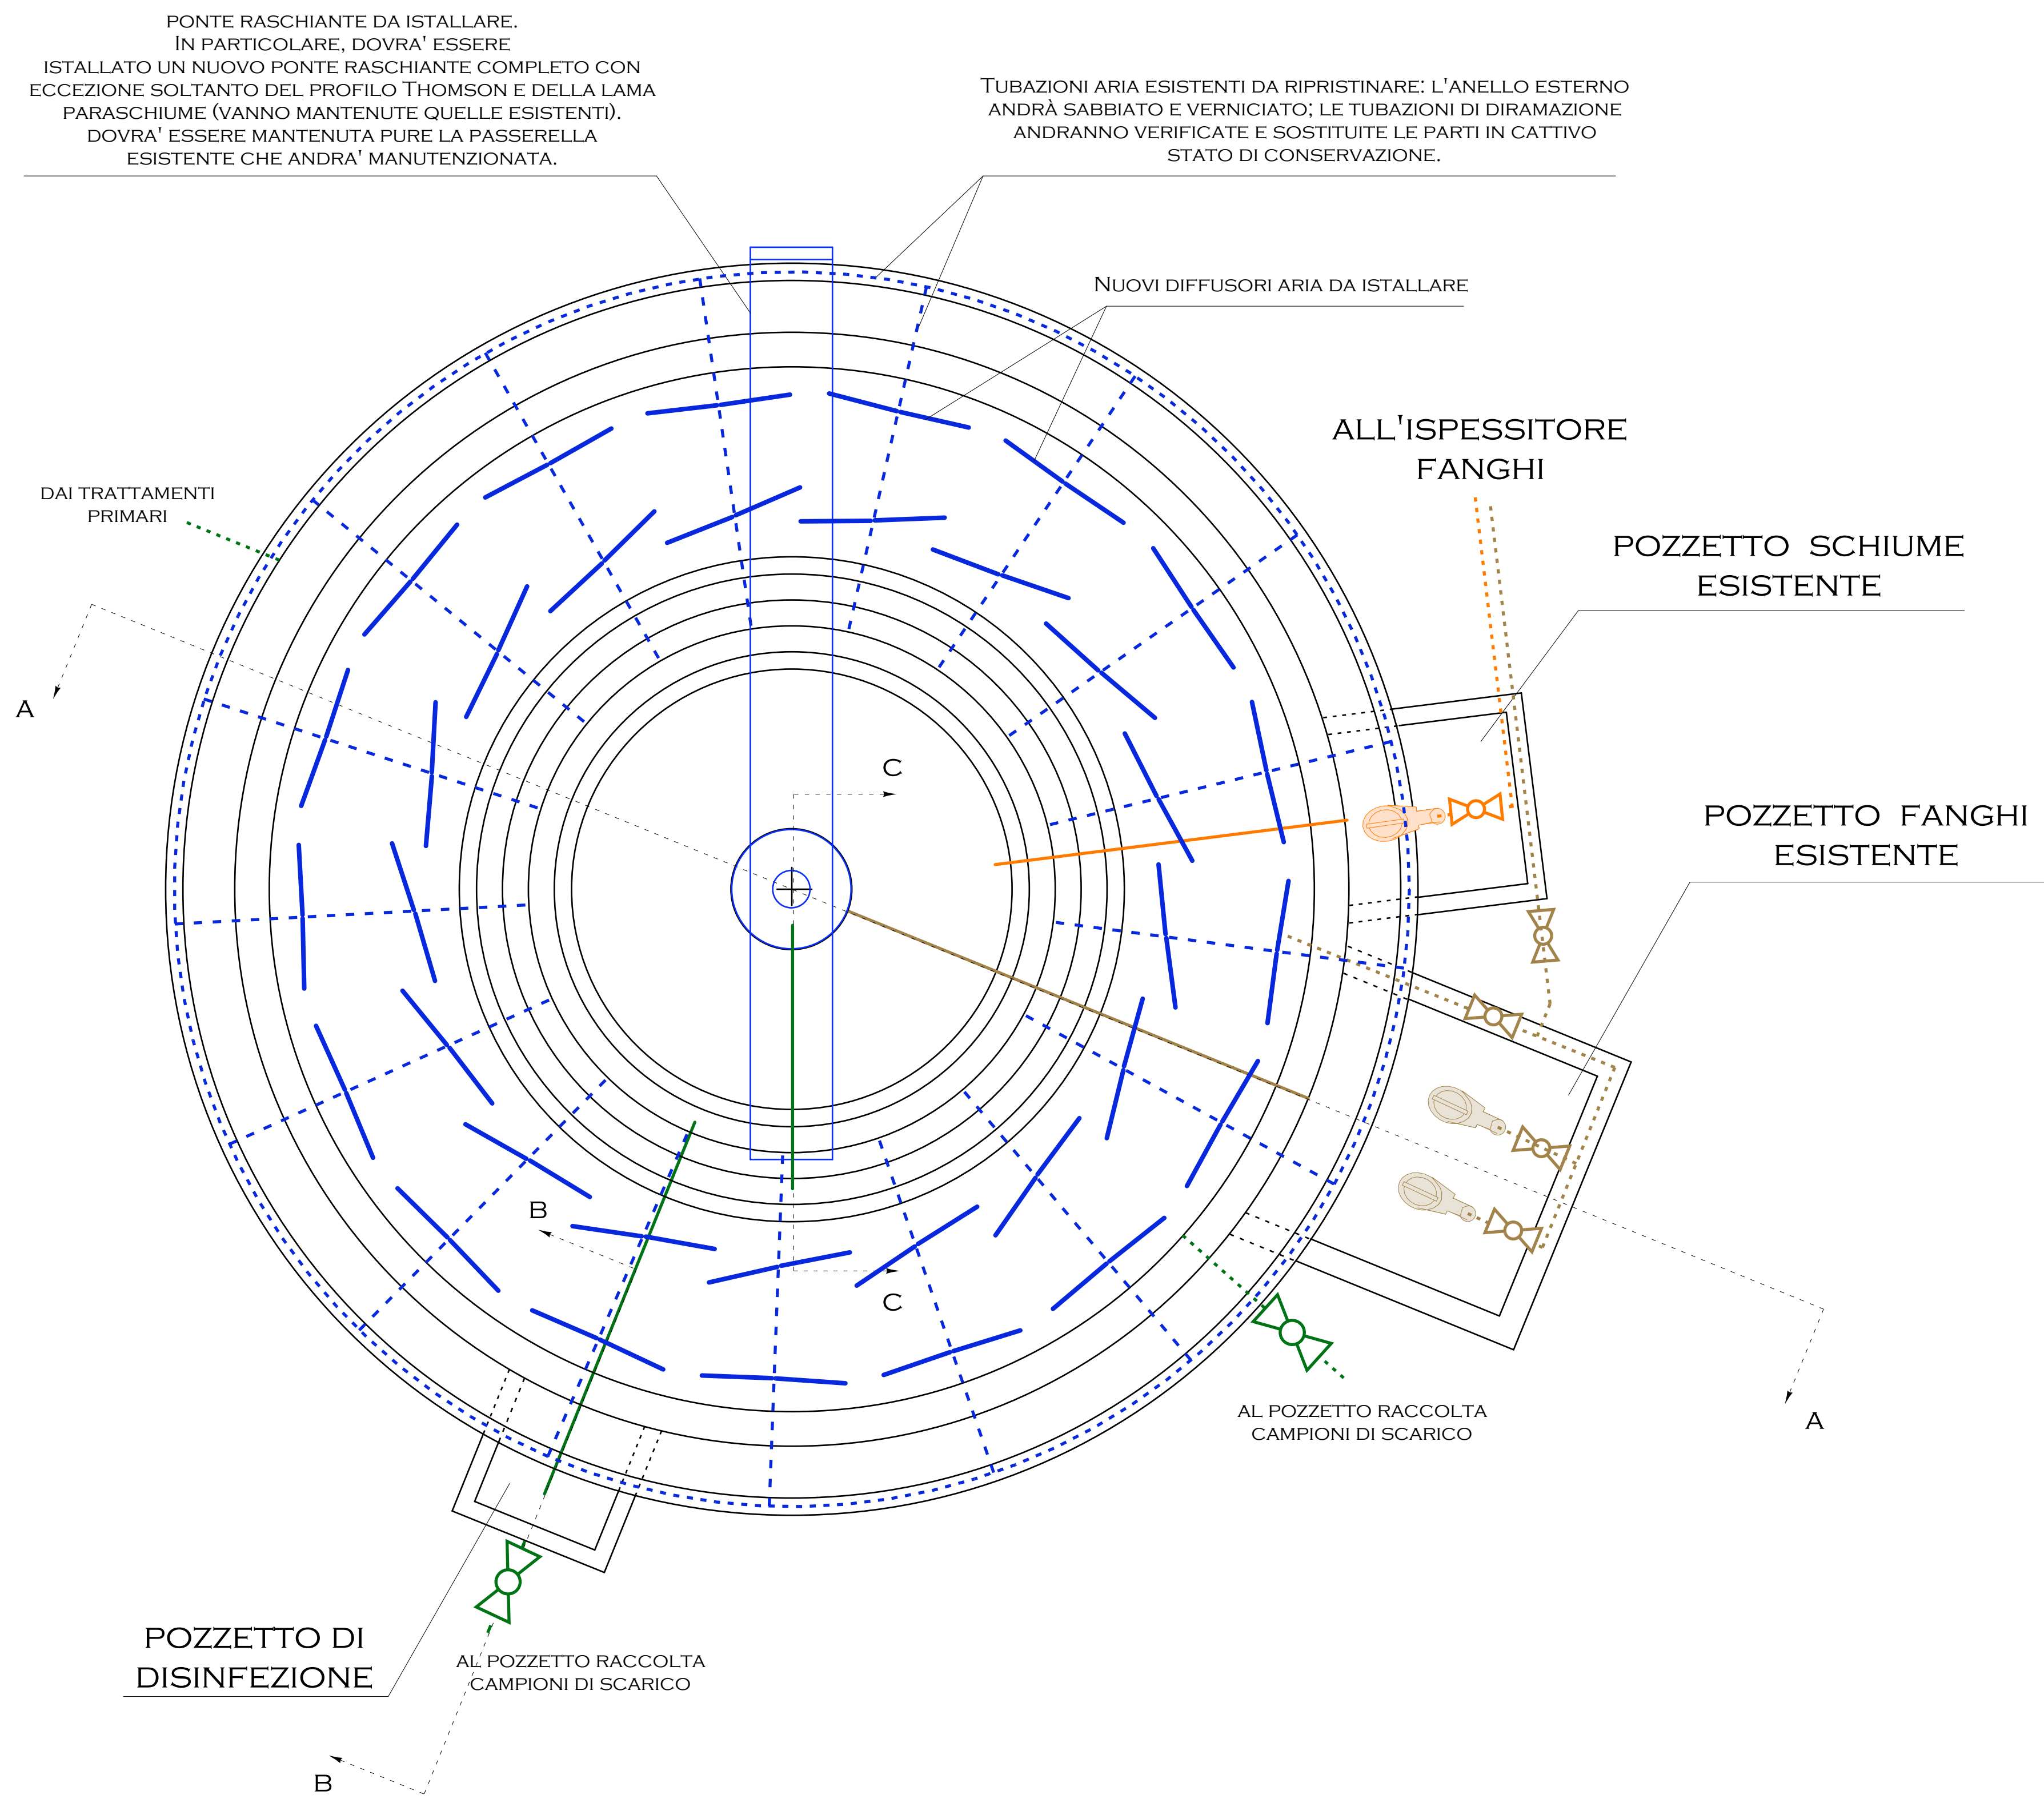 PONTE RASCHIANTE DA ISTALLARE.
IN PARTICOLARE, DOVRA' ESSERE
ISTALLATO UN NUOVO PONTE RASCHIANTE COMPLETO CON
ECCEZIONE SOLTANTO DEL PROFILO THOMSON E DELLA LAMA
PARASCHIUME (VANNO MANTENUTE QUELLE ESISTENTI).
DOVRA' ESSERE MANTENUTA PURE LA PASSERELLA
ESISTENTE CHE ANDRA' MANUTENZIONATA.
TUBAZIONI ARIA ESISTENTI DA RIPRISTINARE: L'ANELLO ESTERNO
ANDRÀ SABBIATO E VERNICIATO; LE TUBAZIONI DI DIRAMAZIONE
ANDRANNO VERIFICATE E SOSTITUITE LE PARTI IN CATTIVO
STATO DI CONSERVAZIONE.
NUOVI DIFFUSORI ARIA DA ISTALLARE
ALL'ISPESSITORE
FANGHI
DAI TRATTAMENTI
PRIMARI
POZZETTO SCHIUME
ESISTENTE
A
C
POZZETTO FANGHI
ESISTENTE
B
C
AL POZZETTO RACCOLTA
CAMPIONI DI SCARICO
A
POZZETTO DI
DISINFEZIONE
AL POZZETTO RACCOLTA
CAMPIONI DI SCARICO
B